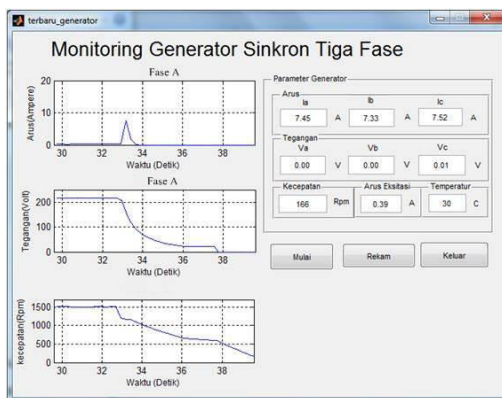 terbaru_generator
Monitoring Generator Sinkron Tiga Fase
Fase A
Arus(Ampere)
20
10
0
30 32 34 36 38
Waktu (Detik)
Fase A
Tegangan(Volt)
300
200
100
0
30 32 34 36 38
Waktu (Detik)
kecepatan(Rpm)
1500
1000
500
0
30 32 34 36 38
Waktu (Detik)
Parameter Generator
Arus
Ia Ib Ic
7.45 A 7.33 A 7.52 A
Tegangan
Va Vb Vc
0.00 V 0.00 V 0.01 V
Kecepatan Arus Eksitasi Temperatur
166 Rpm 0.39 A 30 C
Mulai Rekam Keluar